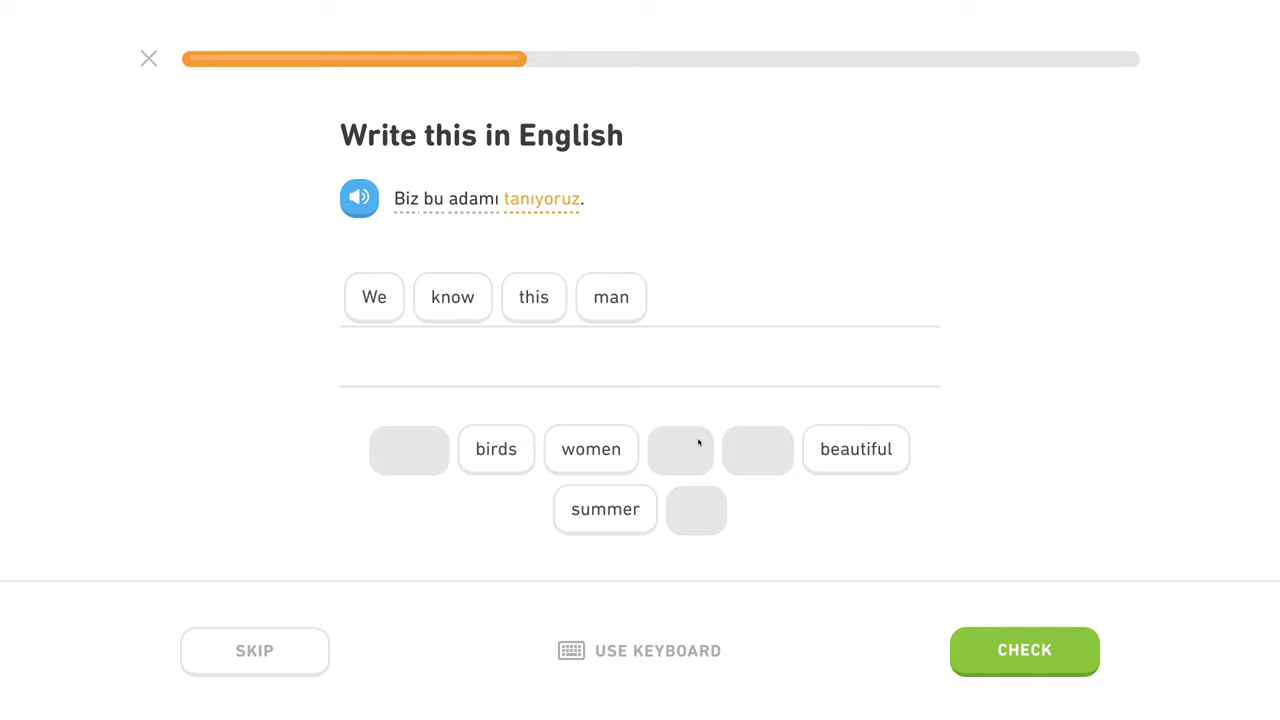 Write this in English
Biz bu adamı tanıyoruz.
We know this man
birds women beautiful
summer
SKIP USE KEYBOARD CHECK